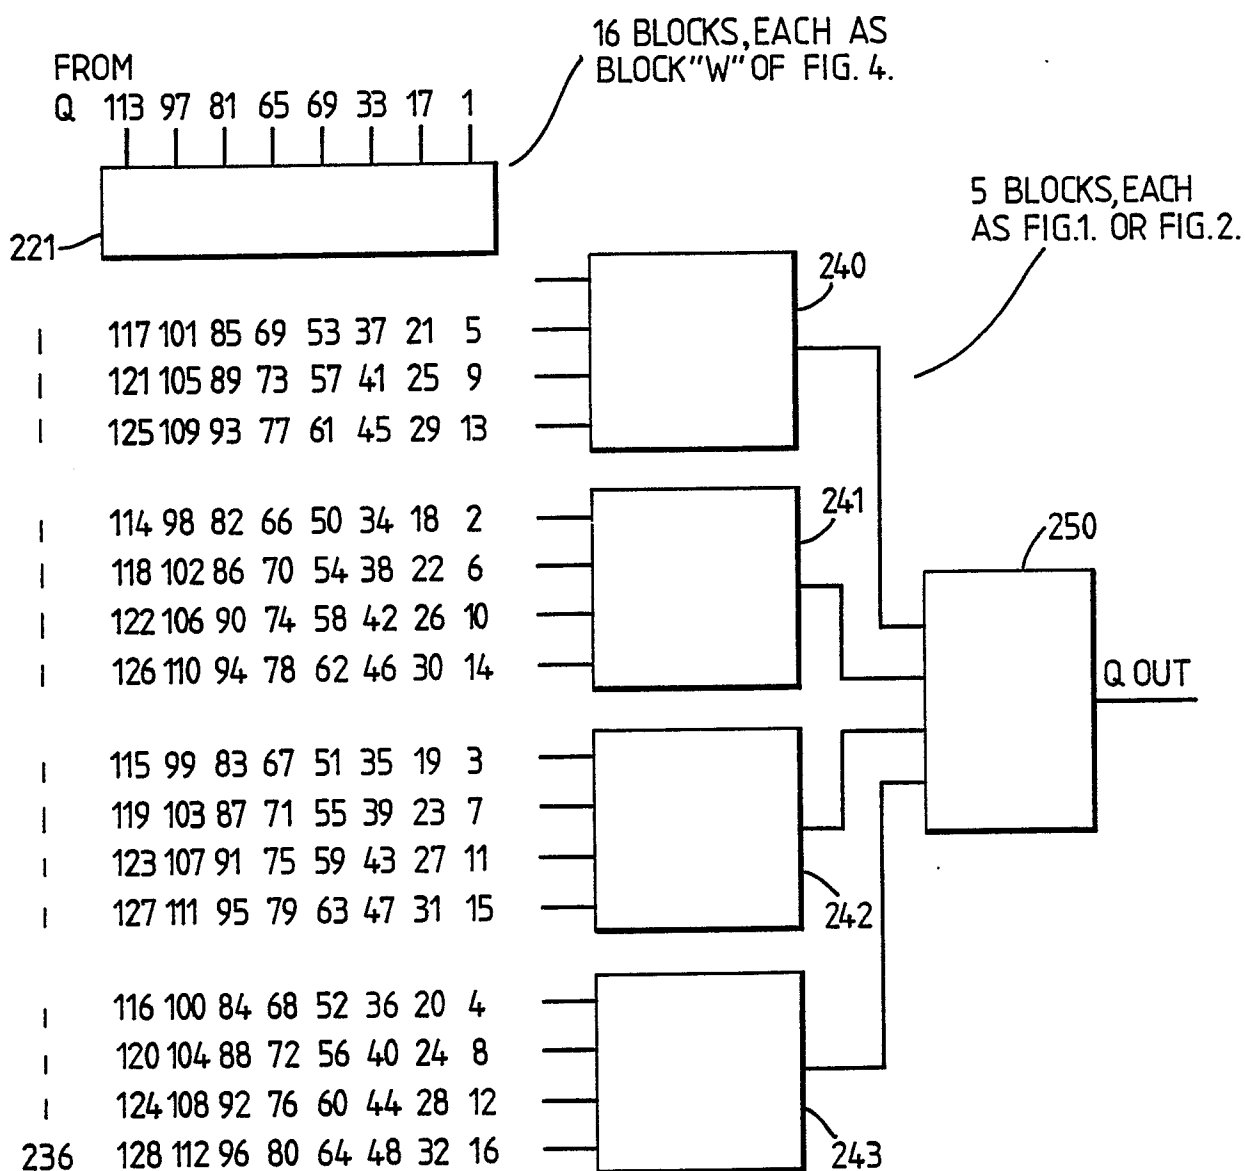 16 BLOCKS, EACH AS
BLOCK "W" OF FIG. 4.
FROM
Q 113 97 81 65 69 33 17 1
221
5 BLOCKS, EACH
AS FIG.1. OR FIG.2.
240
117 101 85 69 53 37 21 5
121 105 89 73 57 41 25 9
125 109 93 77 61 45 29 13
241
250
114 98 82 66 50 34 18 2
118 102 86 70 54 38 22 6
122 106 90 74 58 42 26 10
126 110 94 78 62 46 30 14
Q OUT
115 99 83 67 51 35 19 3
119 103 87 71 55 39 23 7
123 107 91 75 59 43 27 11
127 111 95 79 63 47 31 15
242
116 100 84 68 52 36 20 4
120 104 88 72 56 40 24 8
124 108 92 76 60 44 28 12
236 128 112 96 80 64 48 32 16
243